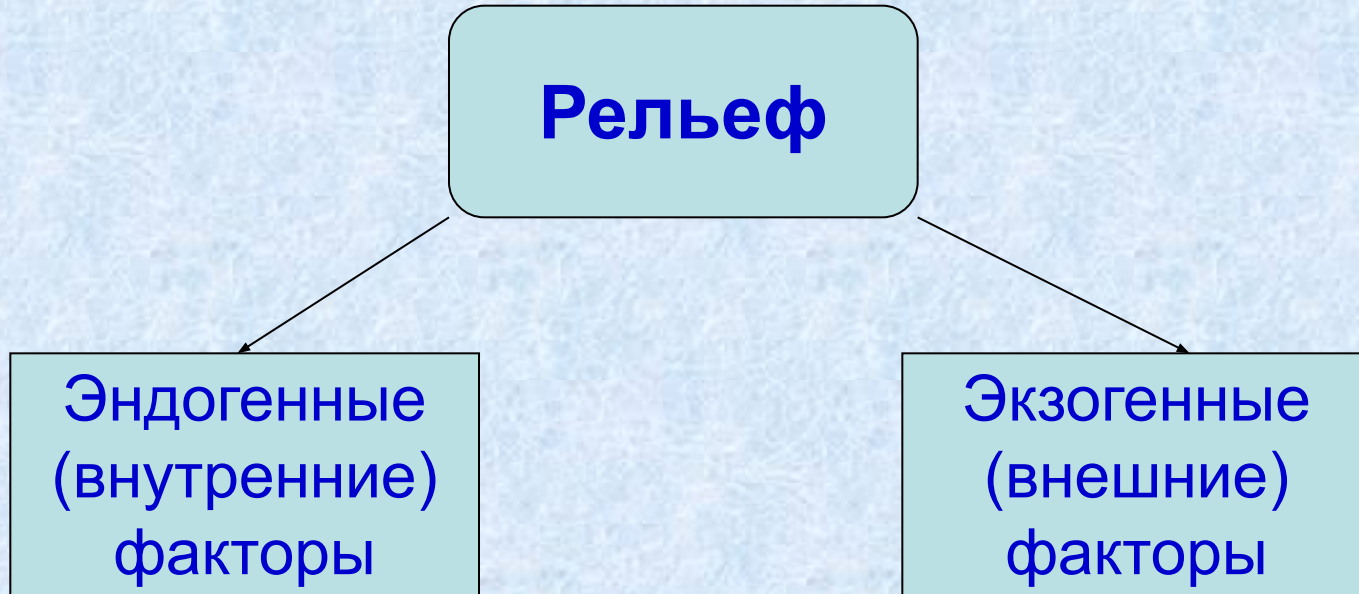 Рельеф
Эндогенные
(внутренние)
факторы
Экзогенные
(внешние)
факторы